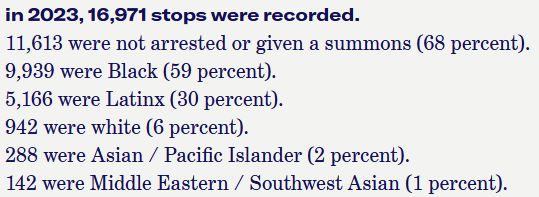 in 2023, 16,971 stops were recorded.
11,613 were not arrested or given a summons (68 percent).
9,939 were Black (59 percent).
5,166 were Latinx (30 percent).
942 were white (6 percent).
288 were Asian / Pacific Islander (2 percent).
142 were Middle Eastern / Southwest Asian (1 percent).